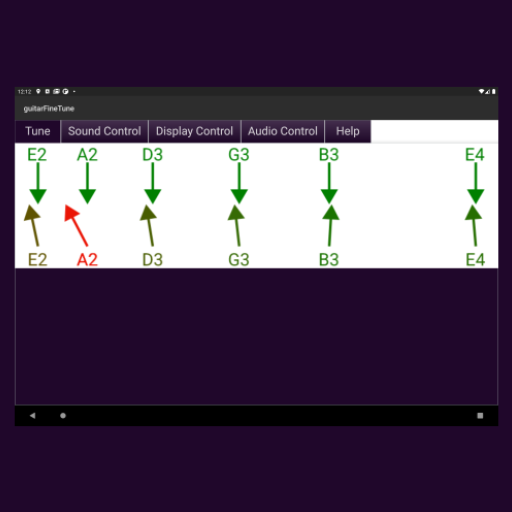 12:12
guitarFineTune
Tune Sound Control Display Control Audio Control Help
E2 A2 D3 G3 B3 E4
E2 A2 D3 G3 B3 E4